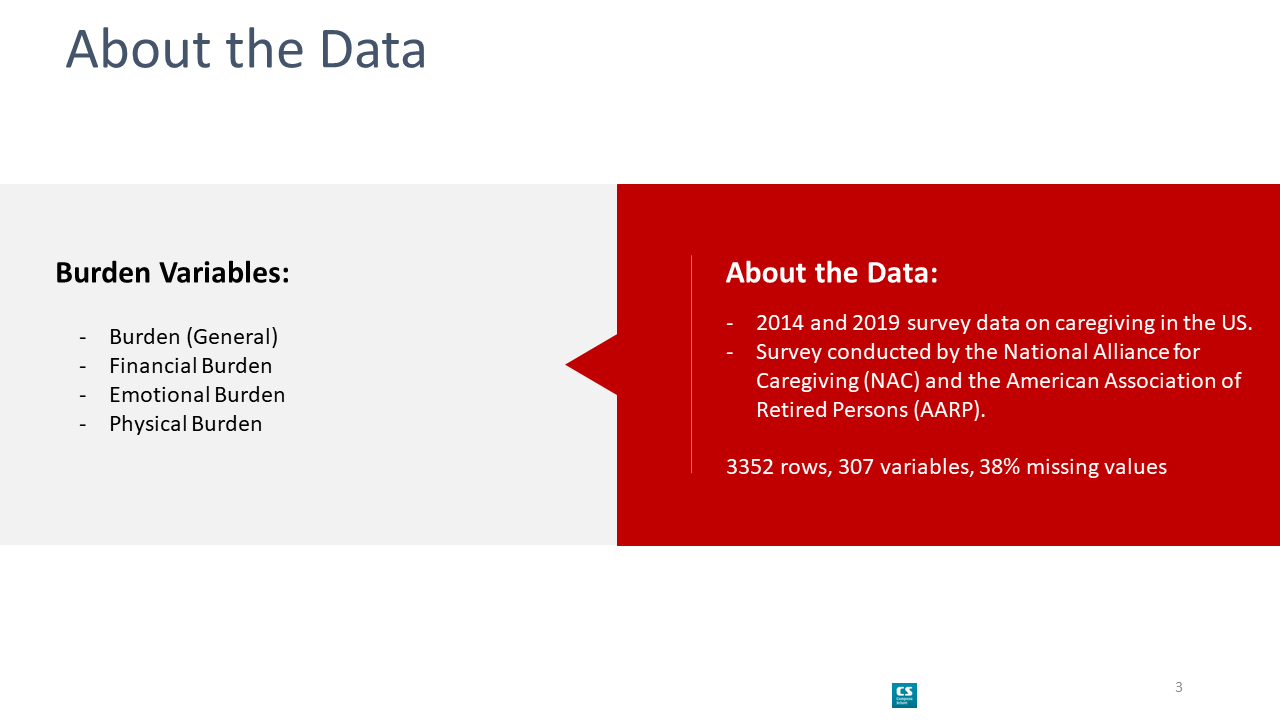 About the Data
Burden Variables:
- Burden (General)
- Financial Burden
- Emotional Burden
- Physical Burden
About the Data:
- 2014 and 2019 survey data on caregiving in the US.
- Survey conducted by the National Alliance for
Caregiving (NAC) and the American Association of
Retired Persons (AARP).
3352 rows, 307 variables, 38% missing values
CS
3